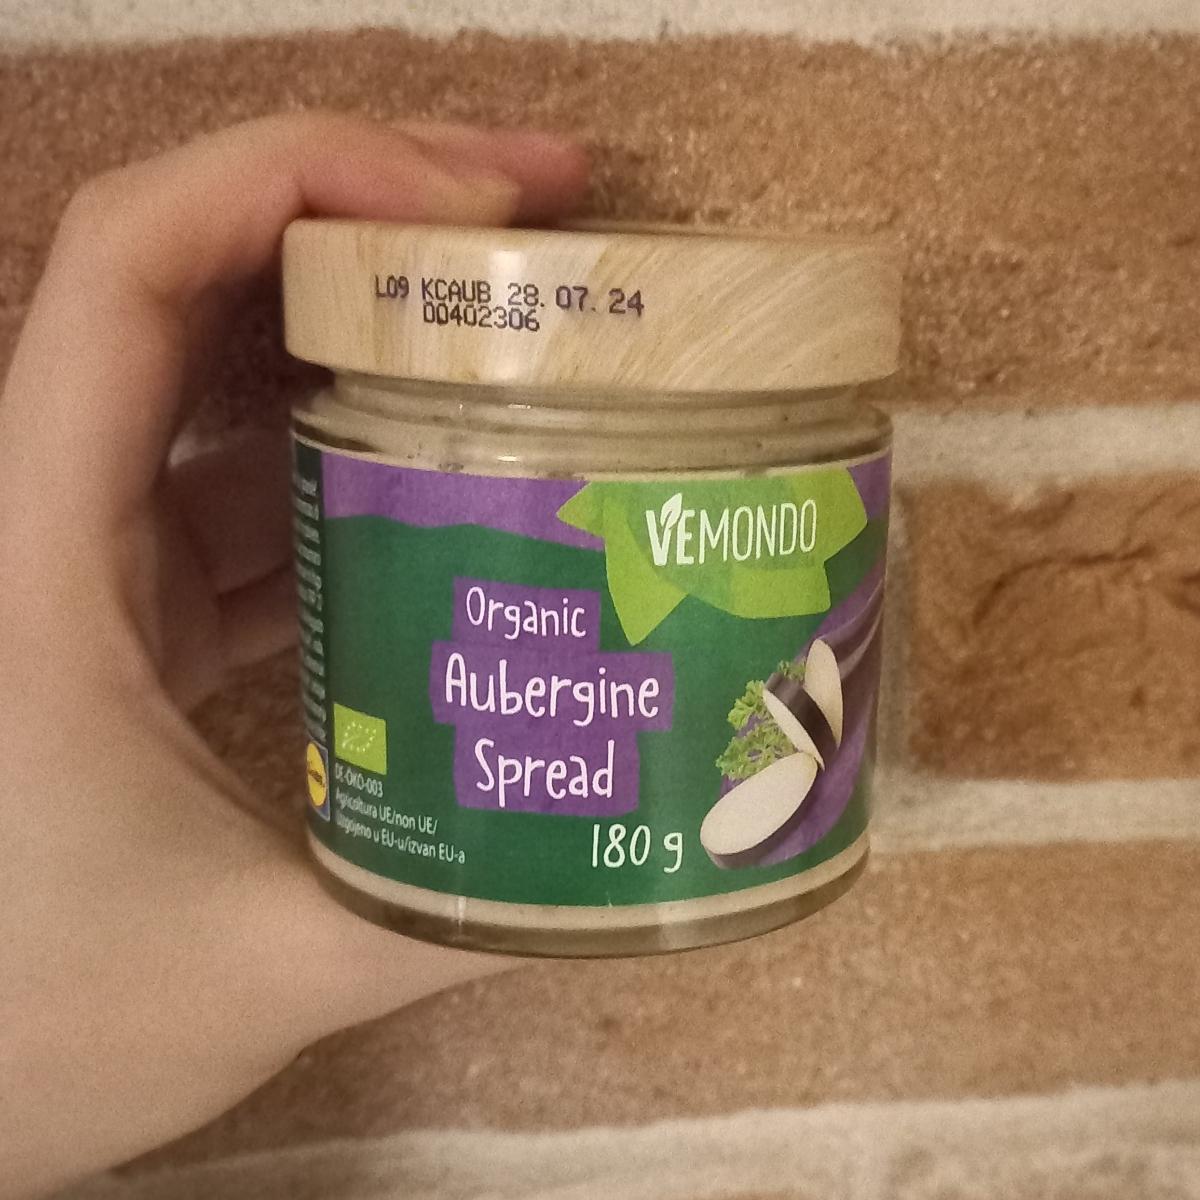 L09 KCAUB 28. 07. 24
00402306
VEMONDO
Organic
Aubergine
Spread
180 g
DE-ÖKO-003
Agricoltura UE/non UE/
Uzgojeno u EU-u/izvan EU-a